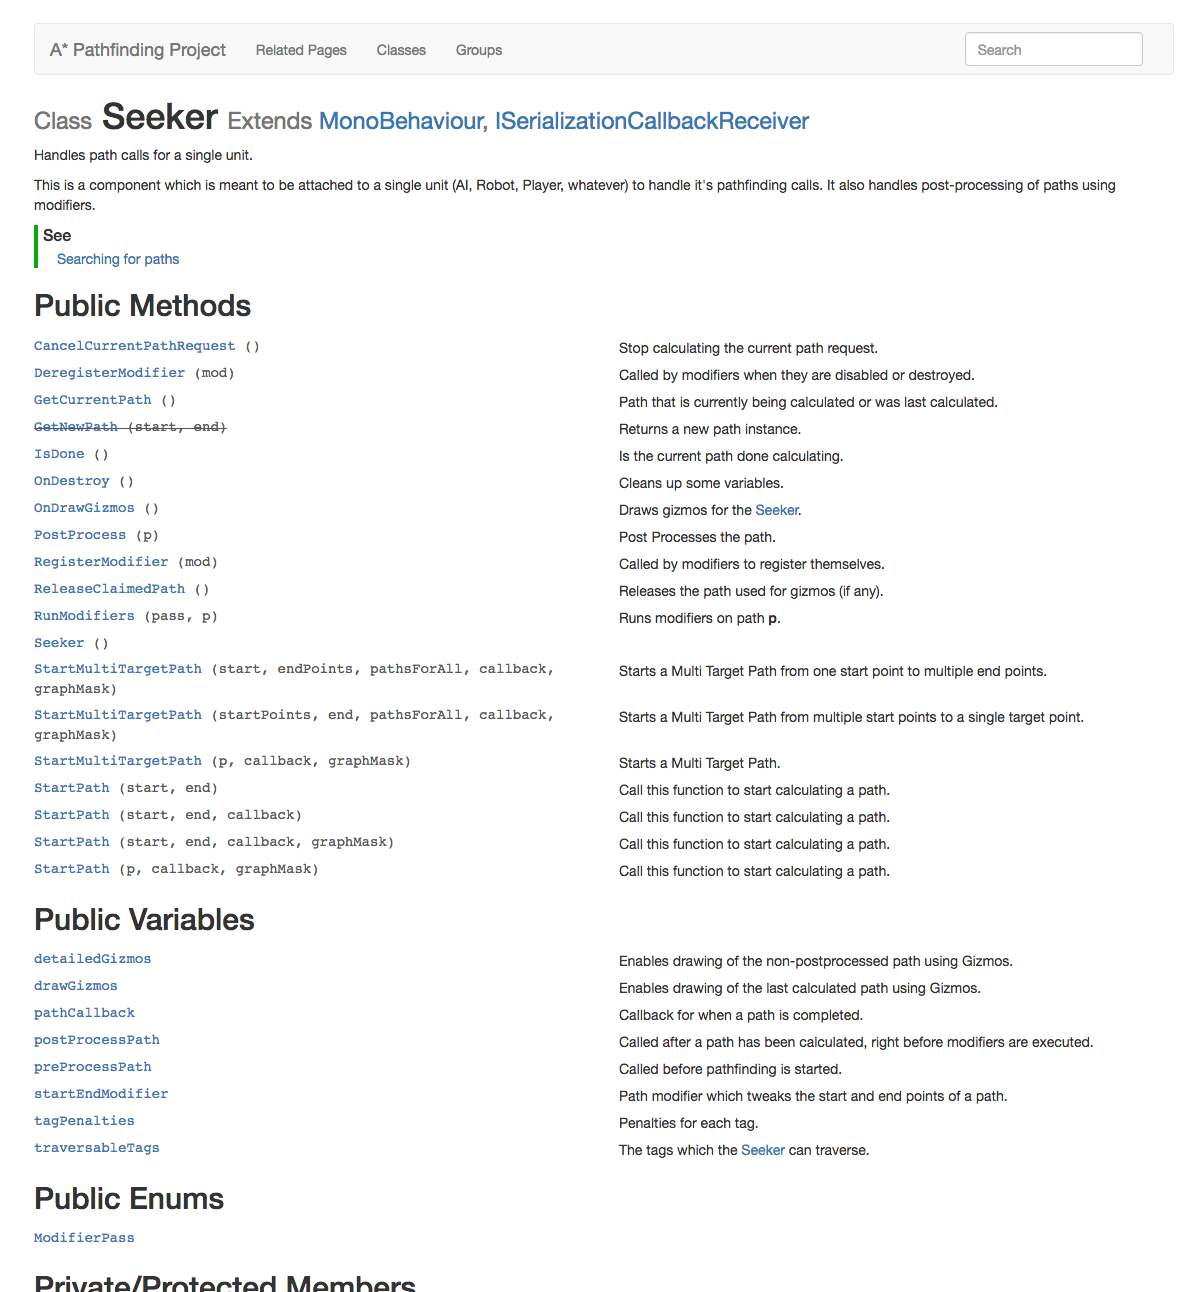 A* Pathfinding Project Related Pages Classes Groups Search
Class Seeker Extends MonoBehaviour, ISerializationCallbackReceiver
Handles path calls for a single unit.
This is a component which is meant to be attached to a single unit (AI, Robot, Player, whatever) to handle it's pathfinding calls. It also handles post-processing of paths using
modifiers.
See
Searching for paths
Public Methods
CancelCurrentPathRequest () Stop calculating the current path request.
DeregisterModifier (mod) Called by modifiers when they are disabled or destroyed.
GetCurrentPath () Path that is currently being calculated or was last calculated.
GetNewPath (start, end) Returns a new path instance.
IsDone () Is the current path done calculating.
OnDestroy () Cleans up some variables.
OnDrawGizmos () Draws gizmos for the Seeker.
PostProcess (p) Post Processes the path.
RegisterModifier (mod) Called by modifiers to register themselves.
ReleaseClaimedPath () Releases the path used for gizmos (if any).
RunModifiers (pass, p) Runs modifiers on path p.
Seeker ()
StartMultiTargetPath (start, endPoints, pathsForAll, callback, Starts a Multi Target Path from one start point to multiple end points.
graphMask)
StartMultiTargetPath (startPoints, end, pathsForAll, callback, Starts a Multi Target Path from multiple start points to a single target point.
graphMask)
StartMultiTargetPath (p, callback, graphMask) Starts a Multi Target Path.
StartPath (start, end) Call this function to start calculating a path.
StartPath (start, end, callback) Call this function to start calculating a path.
StartPath (start, end, callback, graphMask) Call this function to start calculating a path.
StartPath (p, callback, graphMask) Call this function to start calculating a path.
Public Variables
detailedGizmos Enables drawing of the non-postprocessed path using Gizmos.
drawGizmos Enables drawing of the last calculated path using Gizmos.
pathCallback Callback for when a path is completed.
postProcessPath Called after a path has been calculated, right before modifiers are executed.
preProcessPath Called before pathfinding is started.
startEndModifier Path modifier which tweaks the start and end points of a path.
tagPenalties Penalties for each tag.
traversableTags The tags which the Seeker can traverse.
Public Enums
ModifierPass
Private/Protected Members